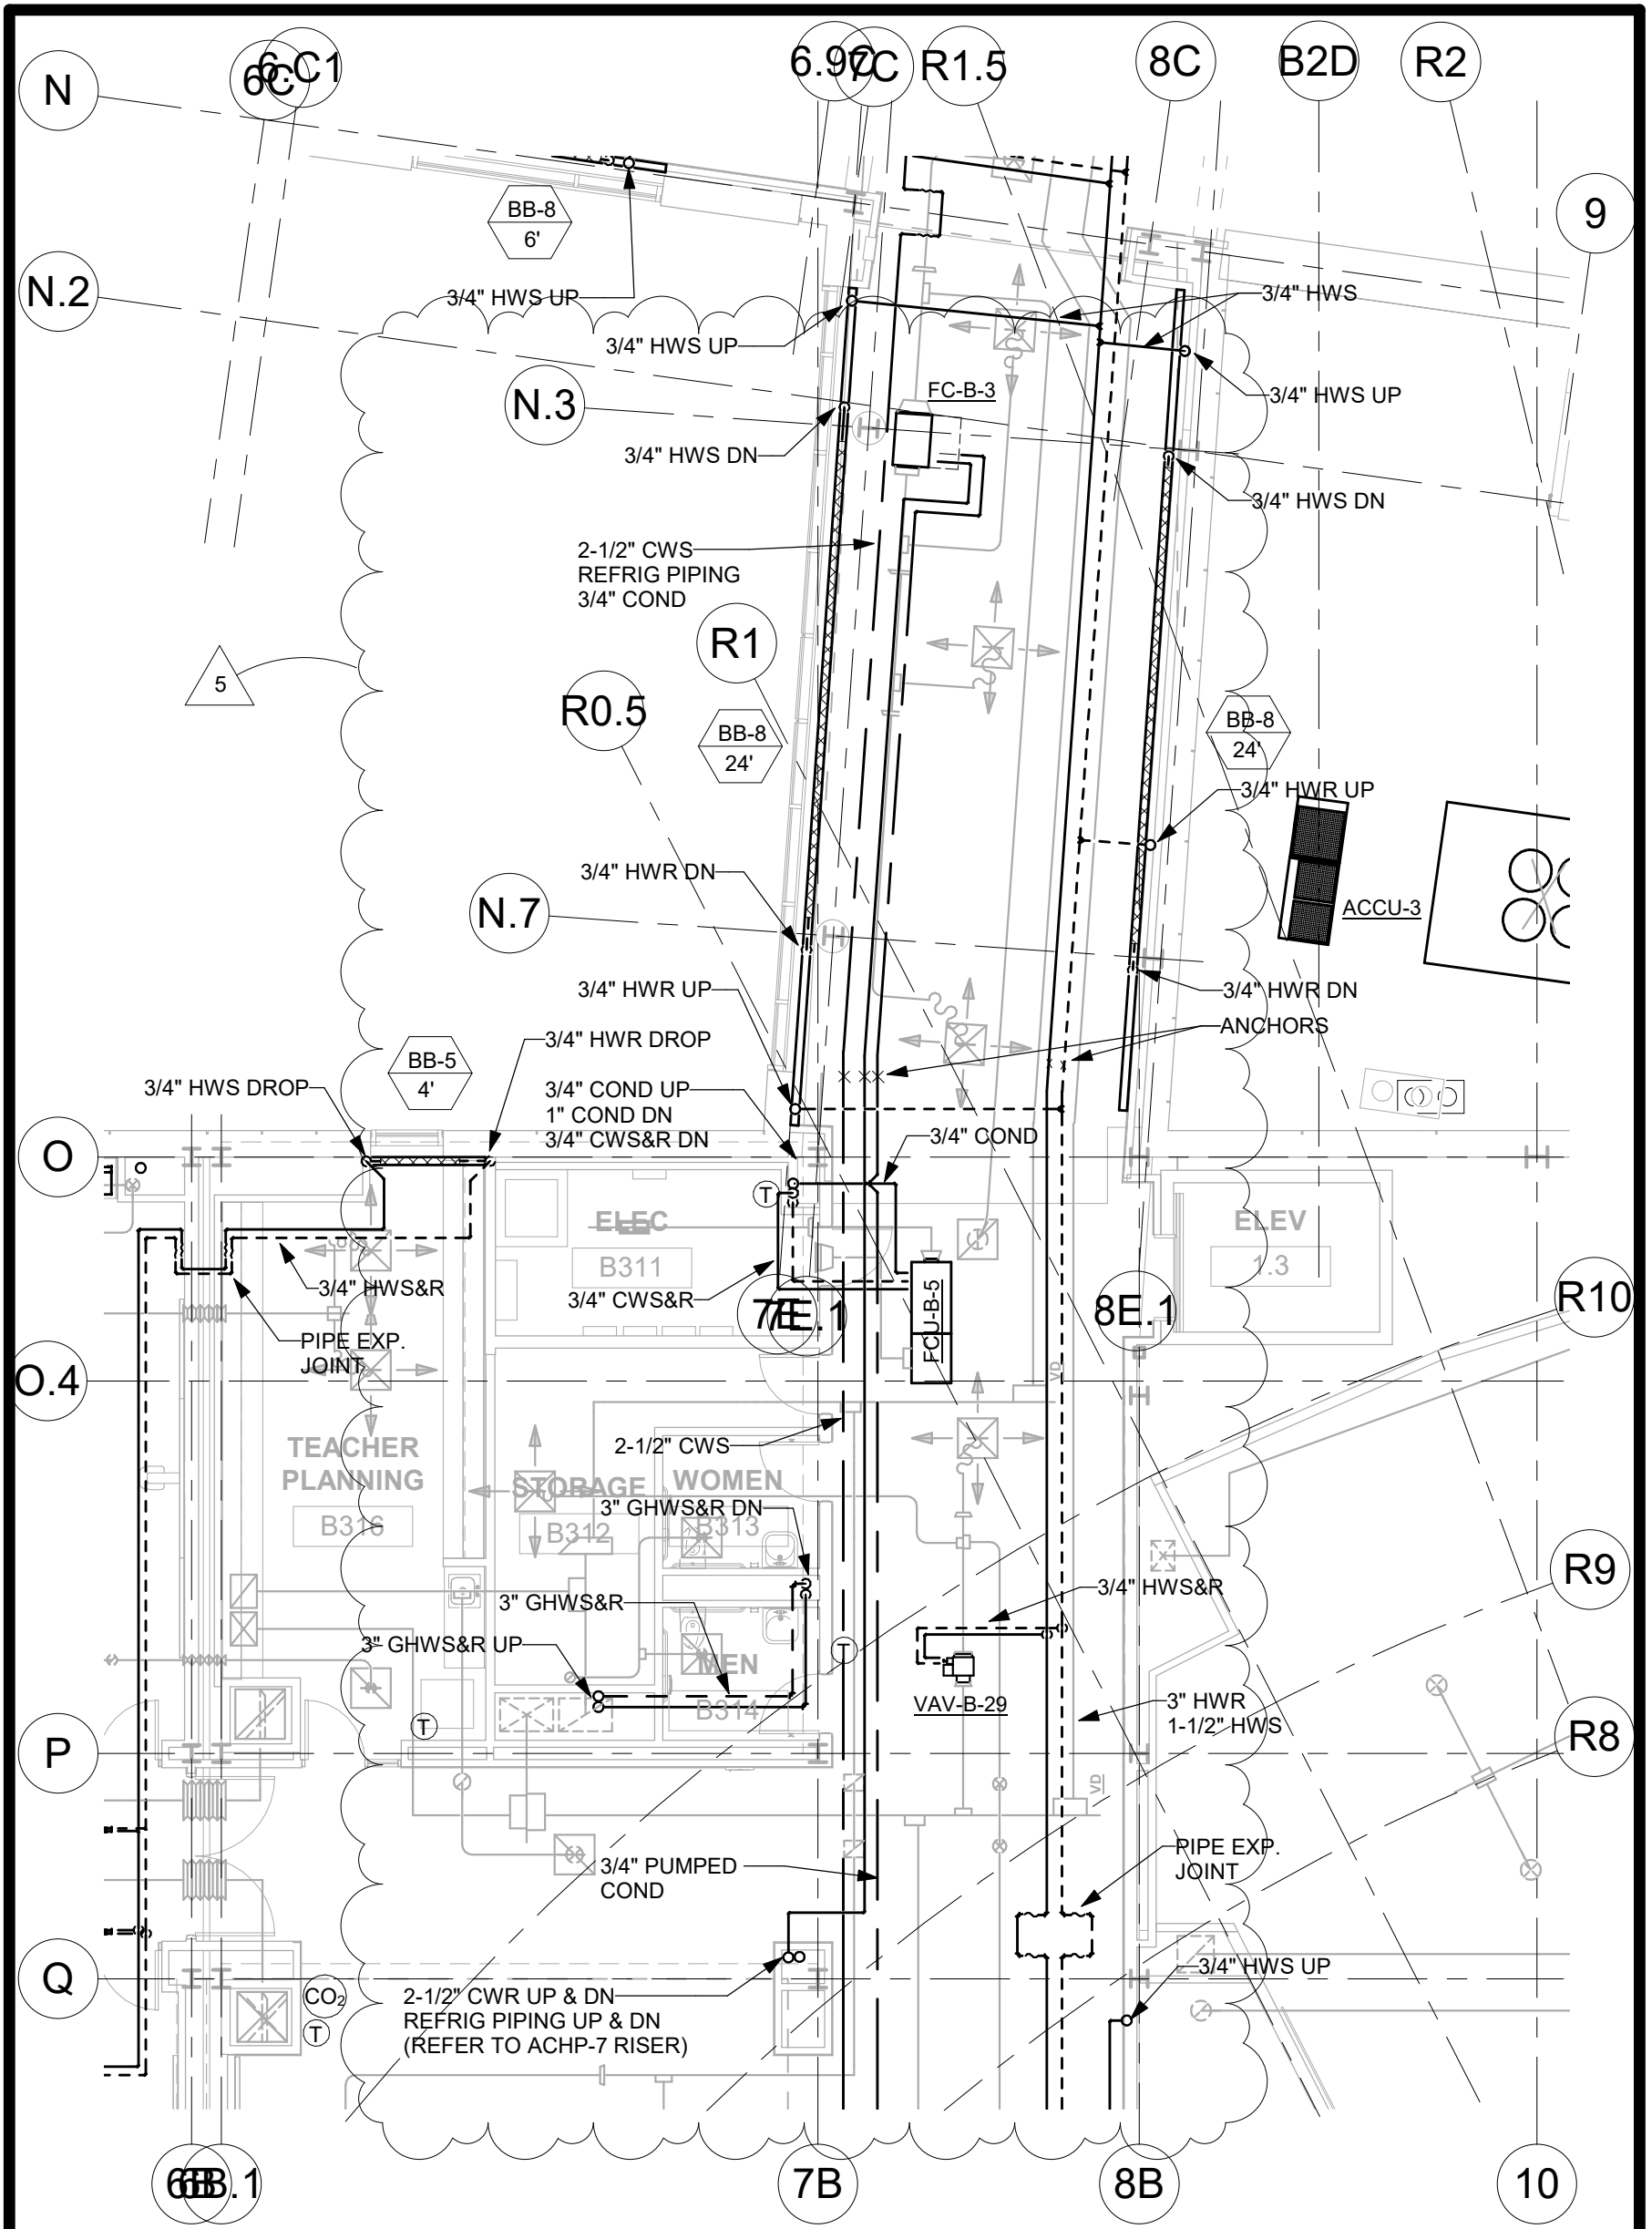 6C
6.C1
6.9C
7C
R1.5
8C
B2D
R2
N
9
BB-8
6'
N.2
3/4" HWS UP
3/4" HWS
3/4" HWS UP
N.3
FC-B-3
3/4" HWS UP
3/4" HWS DN
3/4" HWS DN
2-1/2" CWS
REFRIG PIPING
3/4" COND
R1
5
R0.5
BB-8
24'
BB-8
24'
3/4" HWR UP
3/4" HWR DN
ACCU-3
N.7
3/4" HWR UP
3/4" HWR DN
ANCHORS
3/4" HWR DROP
BB-5
4'
3/4" HWS DROP
3/4" COND UP
1" COND DN
3/4" CWS&R DN
3/4" COND
O
T
ELEC
B311
ELEV
1.3
3/4" HWS&R
3/4" CWS&R
7E
7E.1
FCU-B-5
8E.1
R10
PIPE EXP.
JOINT
O.4
VD
TEACHER
PLANNING
B316
2-1/2" CWS
STORAGE
B312
WOMEN
B313
3" GHWS&R DN
R9
3/4" HWS&R
3" GHWS&R
3" GHWS&R UP
T
MEN
B314
VAV-B-29
3" HWR
1-1/2" HWS
T
R8
P
VD
PIPE EXP.
JOINT
3/4" PUMPED
COND
Q
3/4" HWS UP
CO2
T
2-1/2" CWR UP & DN
REFRIG PIPING UP & DN
(REFER TO ACHP-7 RISER)
6B
6B.1
7B
8B
10